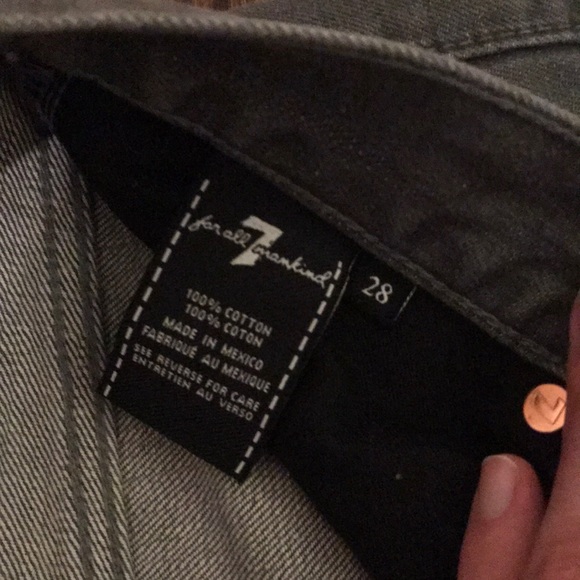 for all 7 mankind
28
100% COTTON
100% COTON
MADE IN MEXICO
FABRIQUÉ AU MEXIQUE
SEE REVERSE FOR CARE
ENTRETIEN AU VERSO